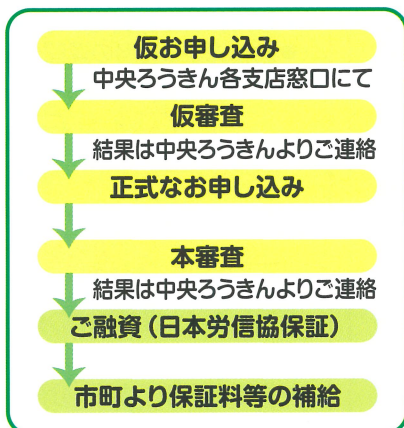 仮お申し込み
中央ろうきん各支店窓口にて
仮審査
結果は中央ろうきんよりご連絡
正式なお申し込み
本審査
結果は中央ろうきんよりご連絡
ご融資（日本労信協保証）
市町より保証料等の補給